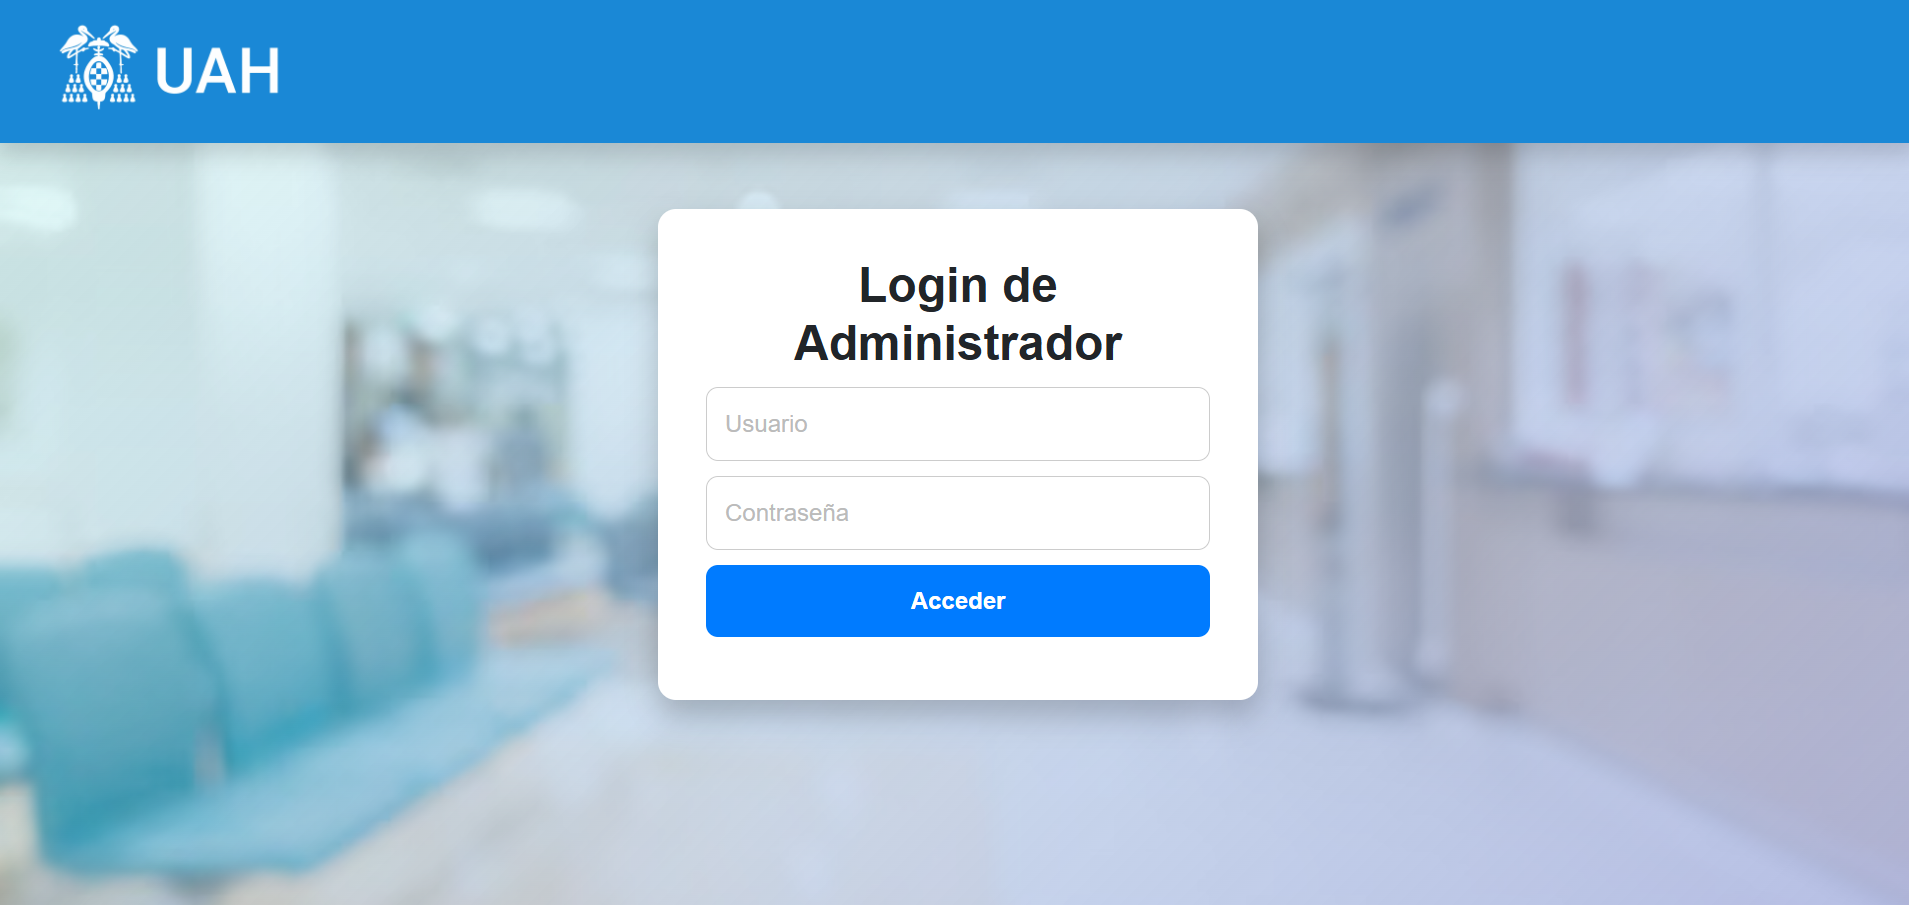 UAH
Login de
Administrador
Usuario
Contraseña
Acceder